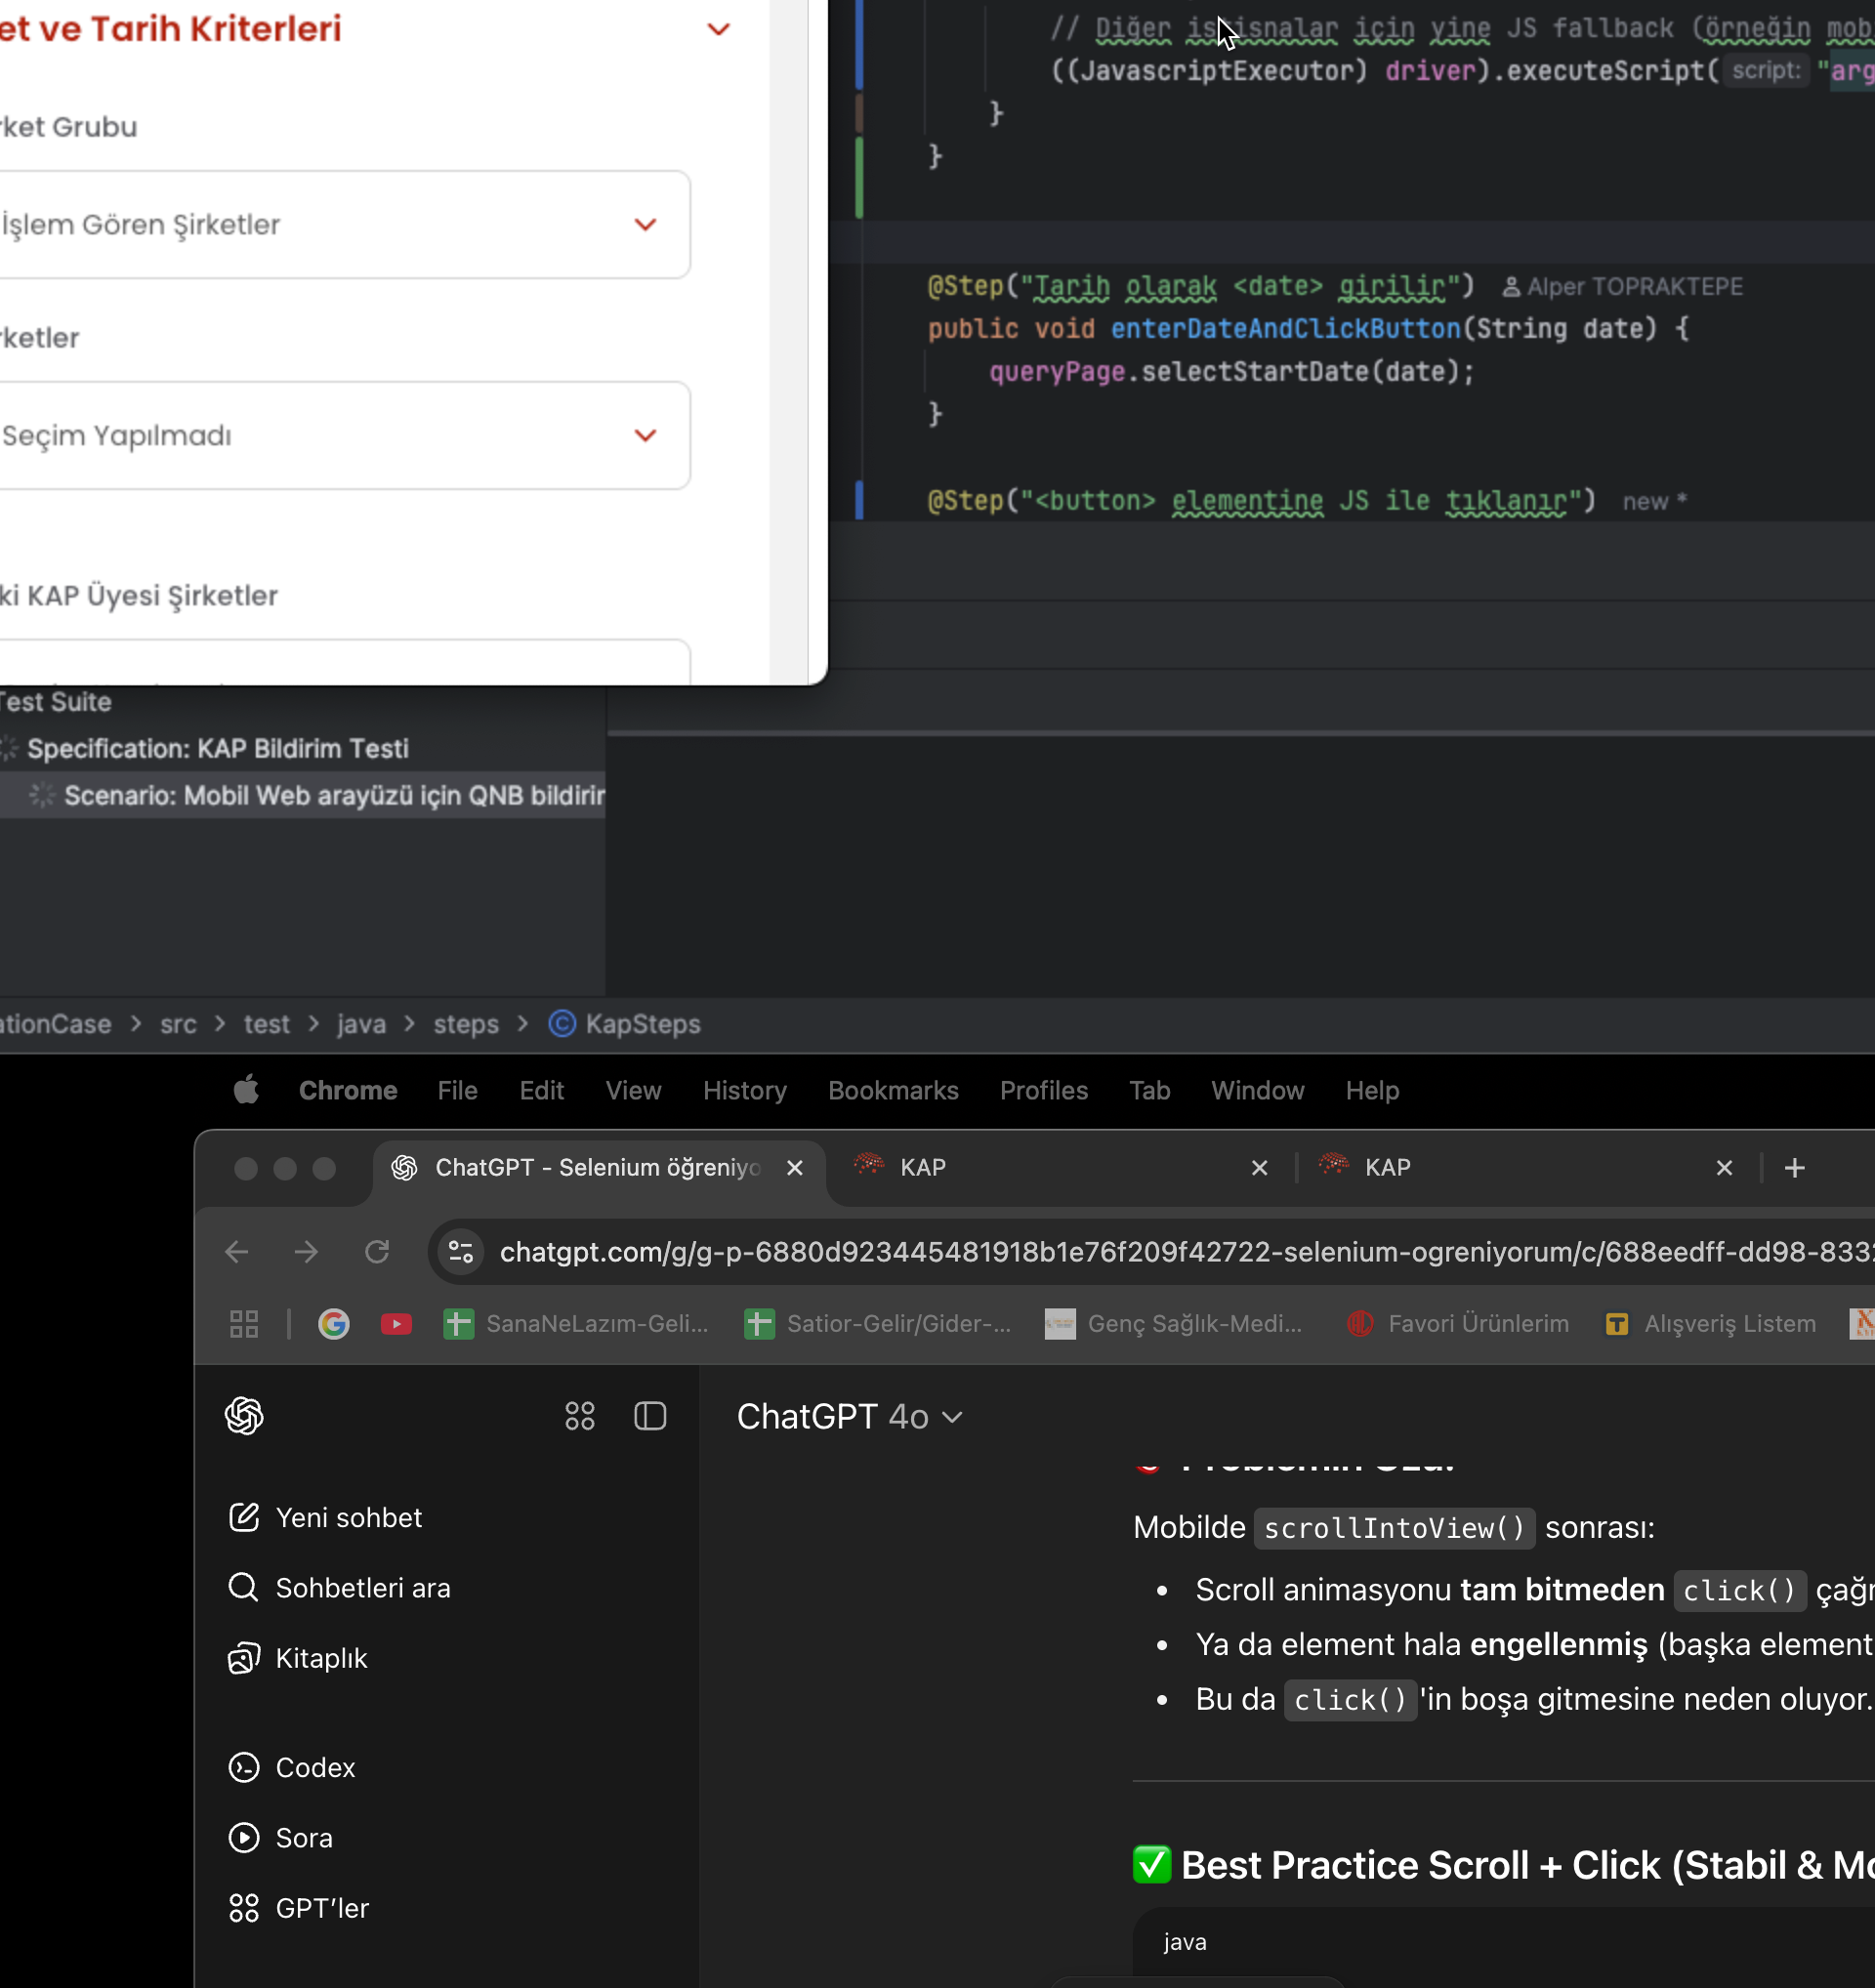 et ve Tarih Kriterleri
rket Grubu
İşlem Gören Şirketler
rketler
Seçim Yapılmadı
ki KAP Üyesi Şirketler
// Diğer istisnalar için yine JS fallback (örneğin mob
((JavascriptExecutor) driver).executeScript( script: "arg
}
}
@Step("Tarih olarak <date> girilir") Alper TOPRAKTEPE
public void enterDateAndClickButton(String date) {
queryPage.selectStartDate(date);
}
@Step("<button> elementine JS ile tıklanır") new *
Test Suite
Specification: KAP Bildirim Testi
Scenario: Mobil Web arayüzü için QNB bildirir
ationCase > src > test > java > steps > KapSteps
Chrome File Edit View History Bookmarks Profiles Tab Window Help
ChatGPT - Selenium öğreniyo KAP KAP
chatgpt.com/g/g-p-6880d923445481918b1e76f209f42722-selenium-ogreniyorum/c/688eedff-dd98-833
SanaNeLazım-Geli... Satior-Gelir/Gider-... Genç Sağlık-Medi... Favori Ürünlerim Alışveriş Listem
ChatGPT 4o
Yeni sohbet
Sohbetleri ara
Kitaplık
Codex
Sora
GPT'ler
Mobilde scrollIntoView() sonrası:
Scroll animasyonu tam bitmeden click() çağr
Ya da element hala engellenmiş (başka element
Bu da click() 'in boşa gitmesine neden oluyor.
✅ Best Practice Scroll + Click (Stabil & Mo
java